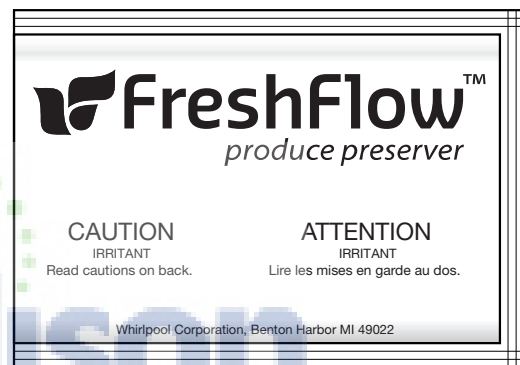 FreshFlow™
produce preserver
CAUTION
IRRITANT
Read cautions on back.
ATTENTION
IRRITANT
Lire les mises en garde au dos.
Whirlpool Corporation, Benton Harbor MI 49022